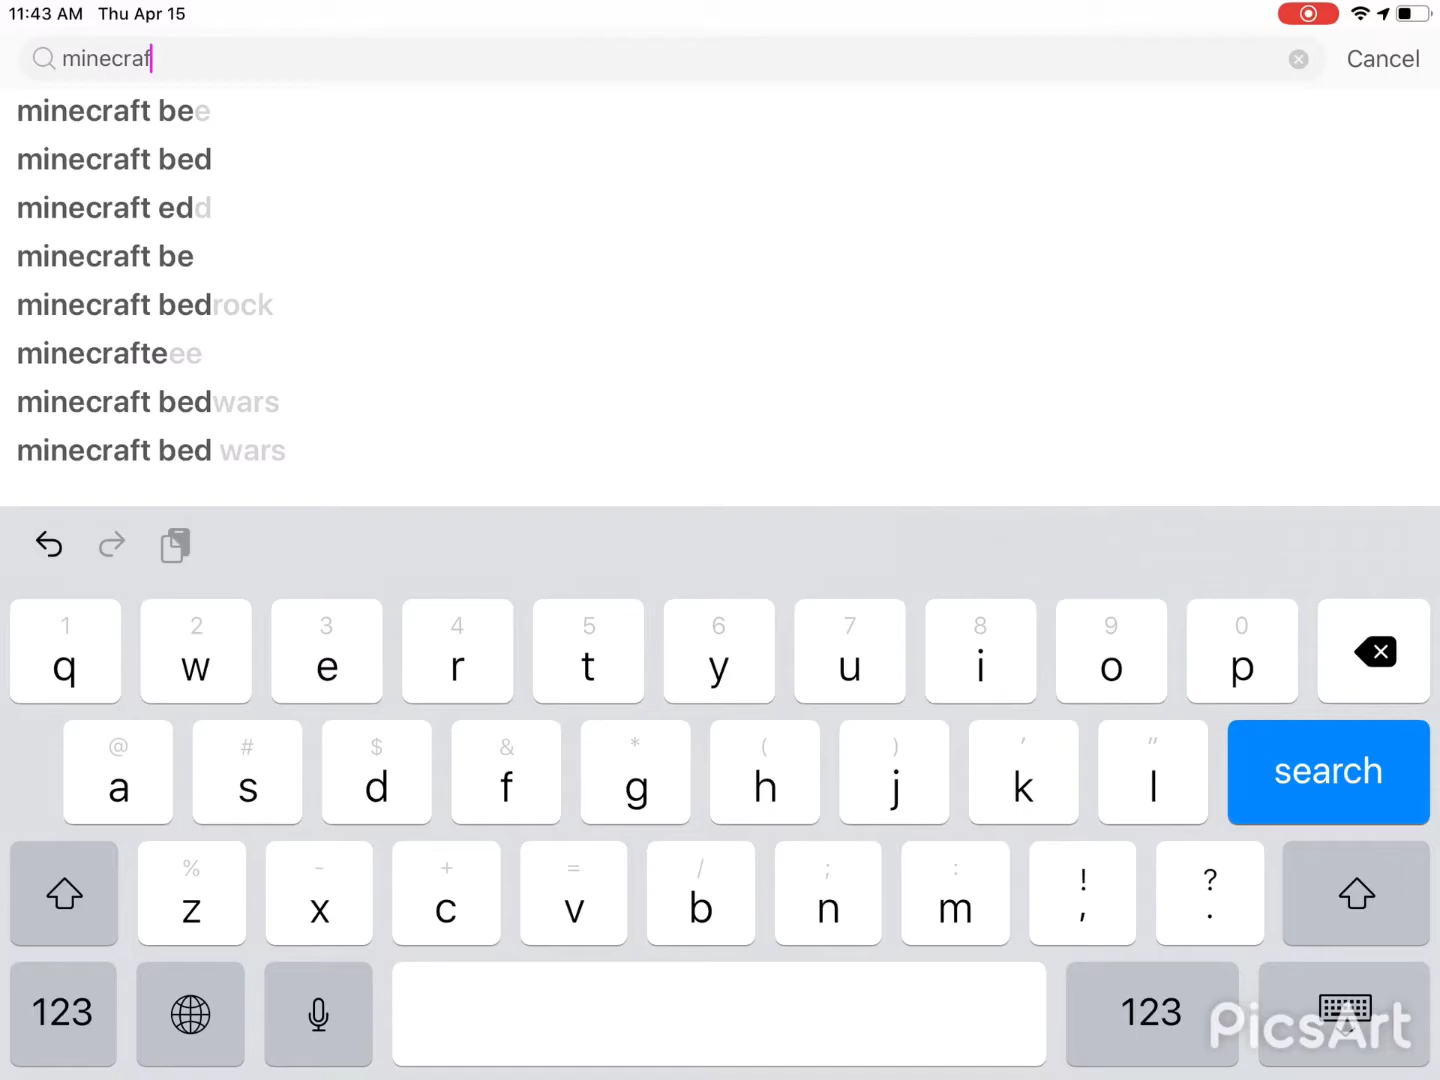 11:43 AM Thu Apr 15
minecraf
Cancel
minecraft bee
minecraft bed
minecraft edd
minecraft be
minecraft bedrock
minecrafteee
minecraft bedwars
minecraft bed wars
1 2 3 4 5 6 7 8 9 0
q w e r t y u i o p
@ # $ & * ( ) ' "
a s d f g h j k l search
% - + = / ; : ! ?
z x c v b n m , .
123 123
PicsArt